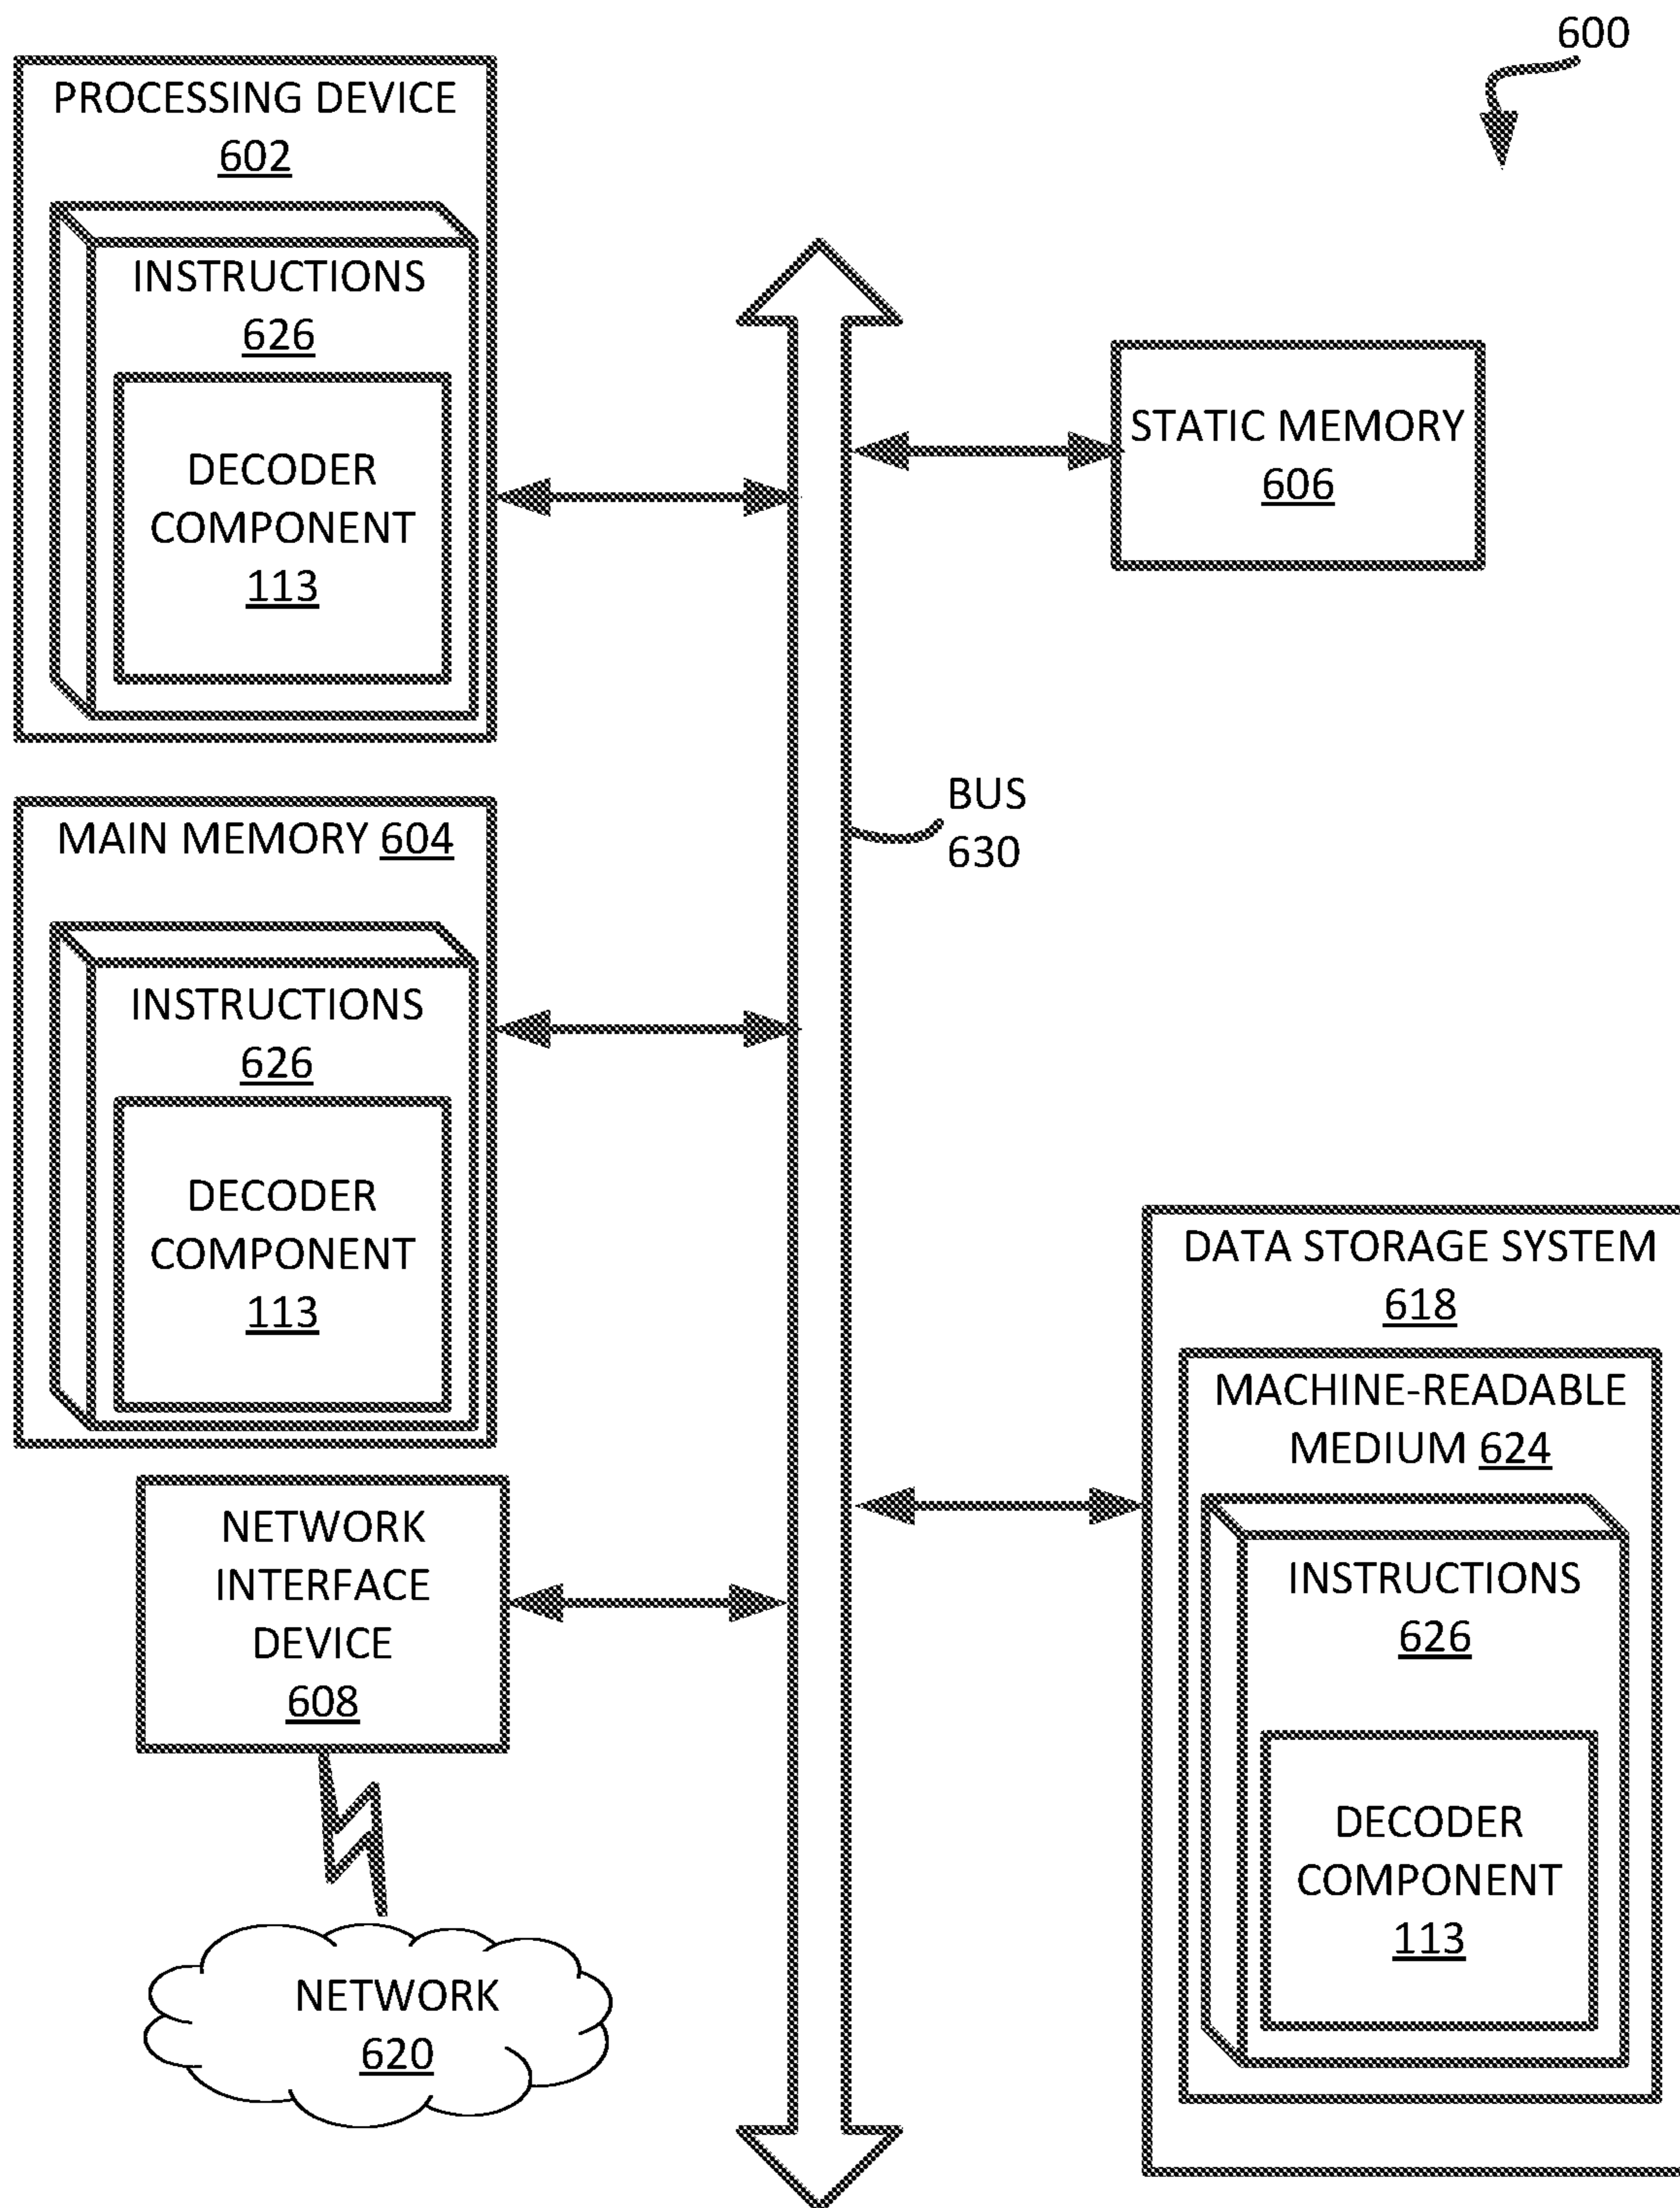 600
PROCESSING DEVICE
602
INSTRUCTIONS
626
DECODER
COMPONENT
113
STATIC MEMORY
606
BUS
630
MAIN MEMORY 604
INSTRUCTIONS
626
DECODER
COMPONENT
113
DATA STORAGE SYSTEM
618
MACHINE-READABLE
MEDIUM 624
INSTRUCTIONS
626
DECODER
COMPONENT
113
NETWORK
INTERFACE
DEVICE
608
NETWORK
620